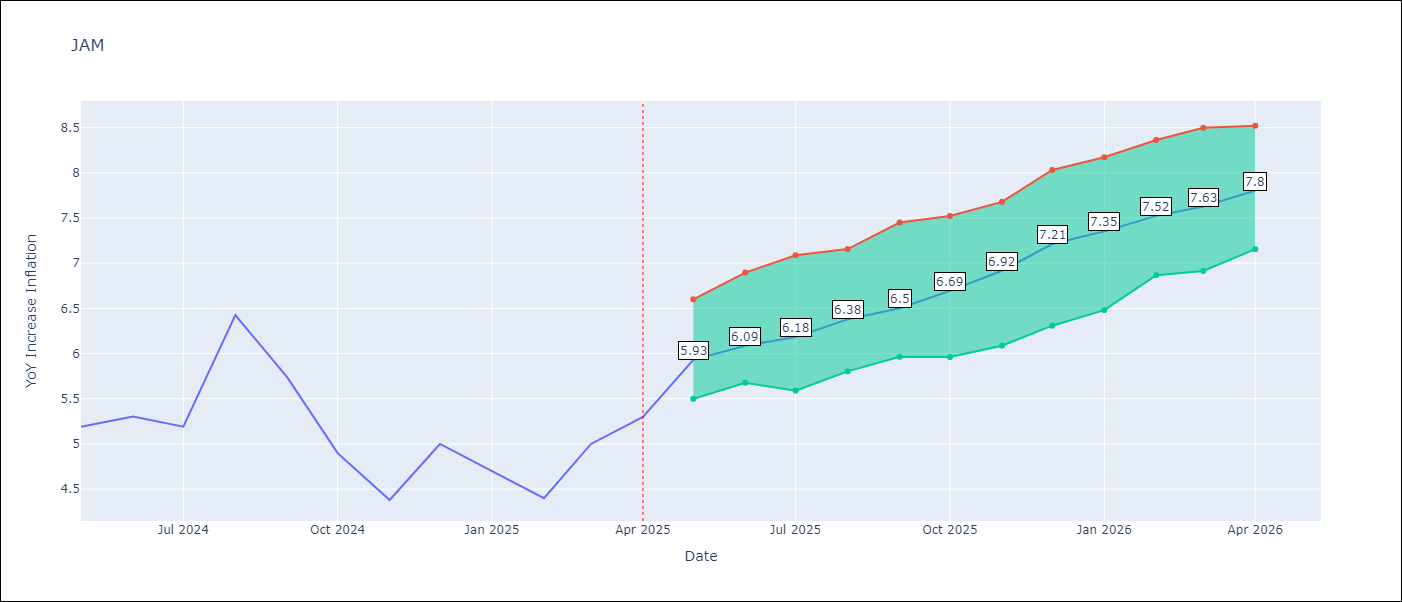 JAM
YoY Increase Inflation
8.5
8
7.5
7
6.5
6
5.5
5
4.5
5.93
6.09
6.18
6.38
6.5
6.69
6.92
7.21
7.35
7.52
7.63
7.8
Jul 2024
Oct 2024
Jan 2025
Apr 2025
Jul 2025
Oct 2025
Jan 2026
Apr 2026
Date